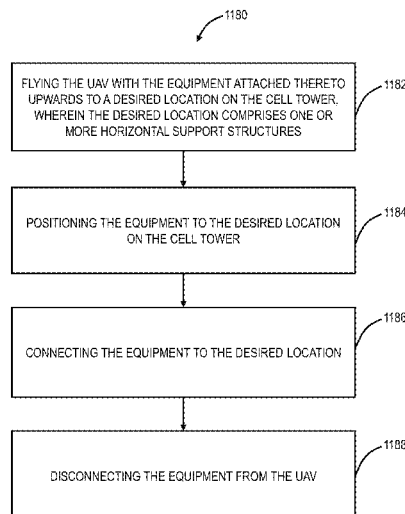 1180
FLYING THE UAV WITH THE EQUIPMENT ATTACHED THERETO
UPWARDS TO A DESIRED LOCATION ON THE CELL TOWER,
WHEREIN THE DESIRED LOCATION COMPRISES ONE OR
MORE HORIZONTAL SUPPORT STRUCTURES
1182
POSITIONING THE EQUIPMENT TO THE DESIRED LOCATION
ON THE CELL TOWER
1184
CONNECTING THE EQUIPMENT TO THE DESIRED LOCATION
1186
DISCONNECTING THE EQUIPMENT FROM THE UAV
1188